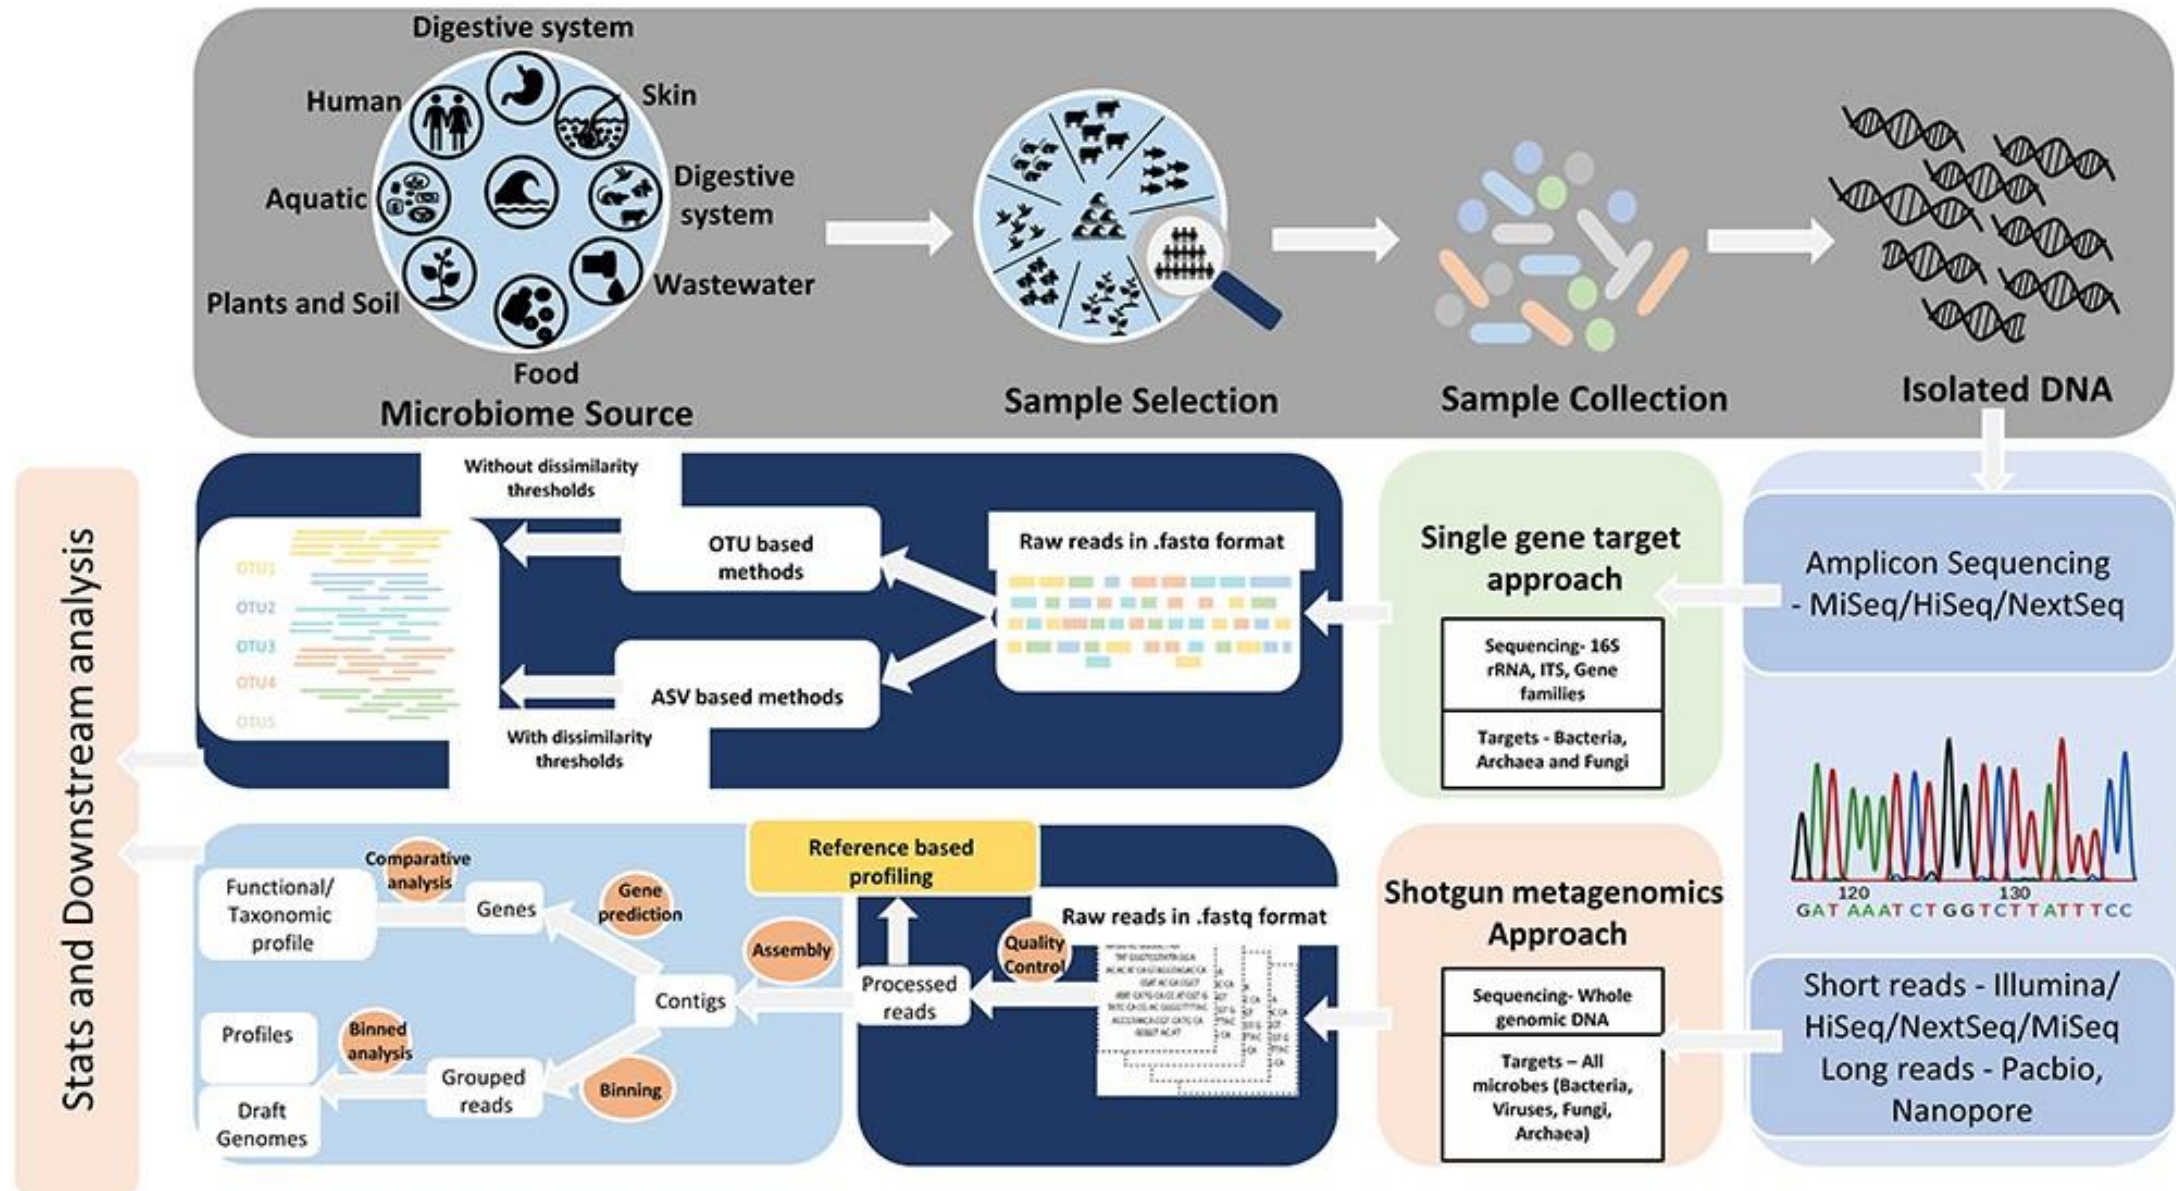 Digestive system
Human
Skin
Aquatic
Digestive
system
Plants and Soil
Wastewater
Food
Microbiome Source
Sample Selection
Sample Collection
Isolated DNA
Stats and Downstream analysis
Without dissimilarity
thresholds
OTU based
methods
Raw reads in .fastq format
OTU1
OTU2
OTU3
OTU4
OTU5
ASV based methods
With dissimilarity
thresholds
Single gene target
approach
Sequencing- 16S
rRNA, ITS, Gene
families
Targets - Bacteria,
Archaea and Fungi
Amplicon Sequencing
- MiSeq/HiSeq/NextSeq
120 130
GAT AAAT CT GGT CT T AT T T CC
Short reads - Illumina/
HiSeq/NextSeq/MiSeq
Long reads - Pacbio,
Nanopore
Shotgun metagenomics
Approach
Sequencing- Whole
genomic DNA
Targets – All
microbes (Bacteria,
Viruses, Fungi,
Archaea)
Raw reads in .fastq format
Quality
Control
Processed
reads
Reference based
profiling
Assembly
Contigs
Gene
prediction
Genes
Comparative
analysis
Functional/
Taxonomic
profile
Binning
Grouped
reads
Binned
analysis
Profiles
Draft
Genomes